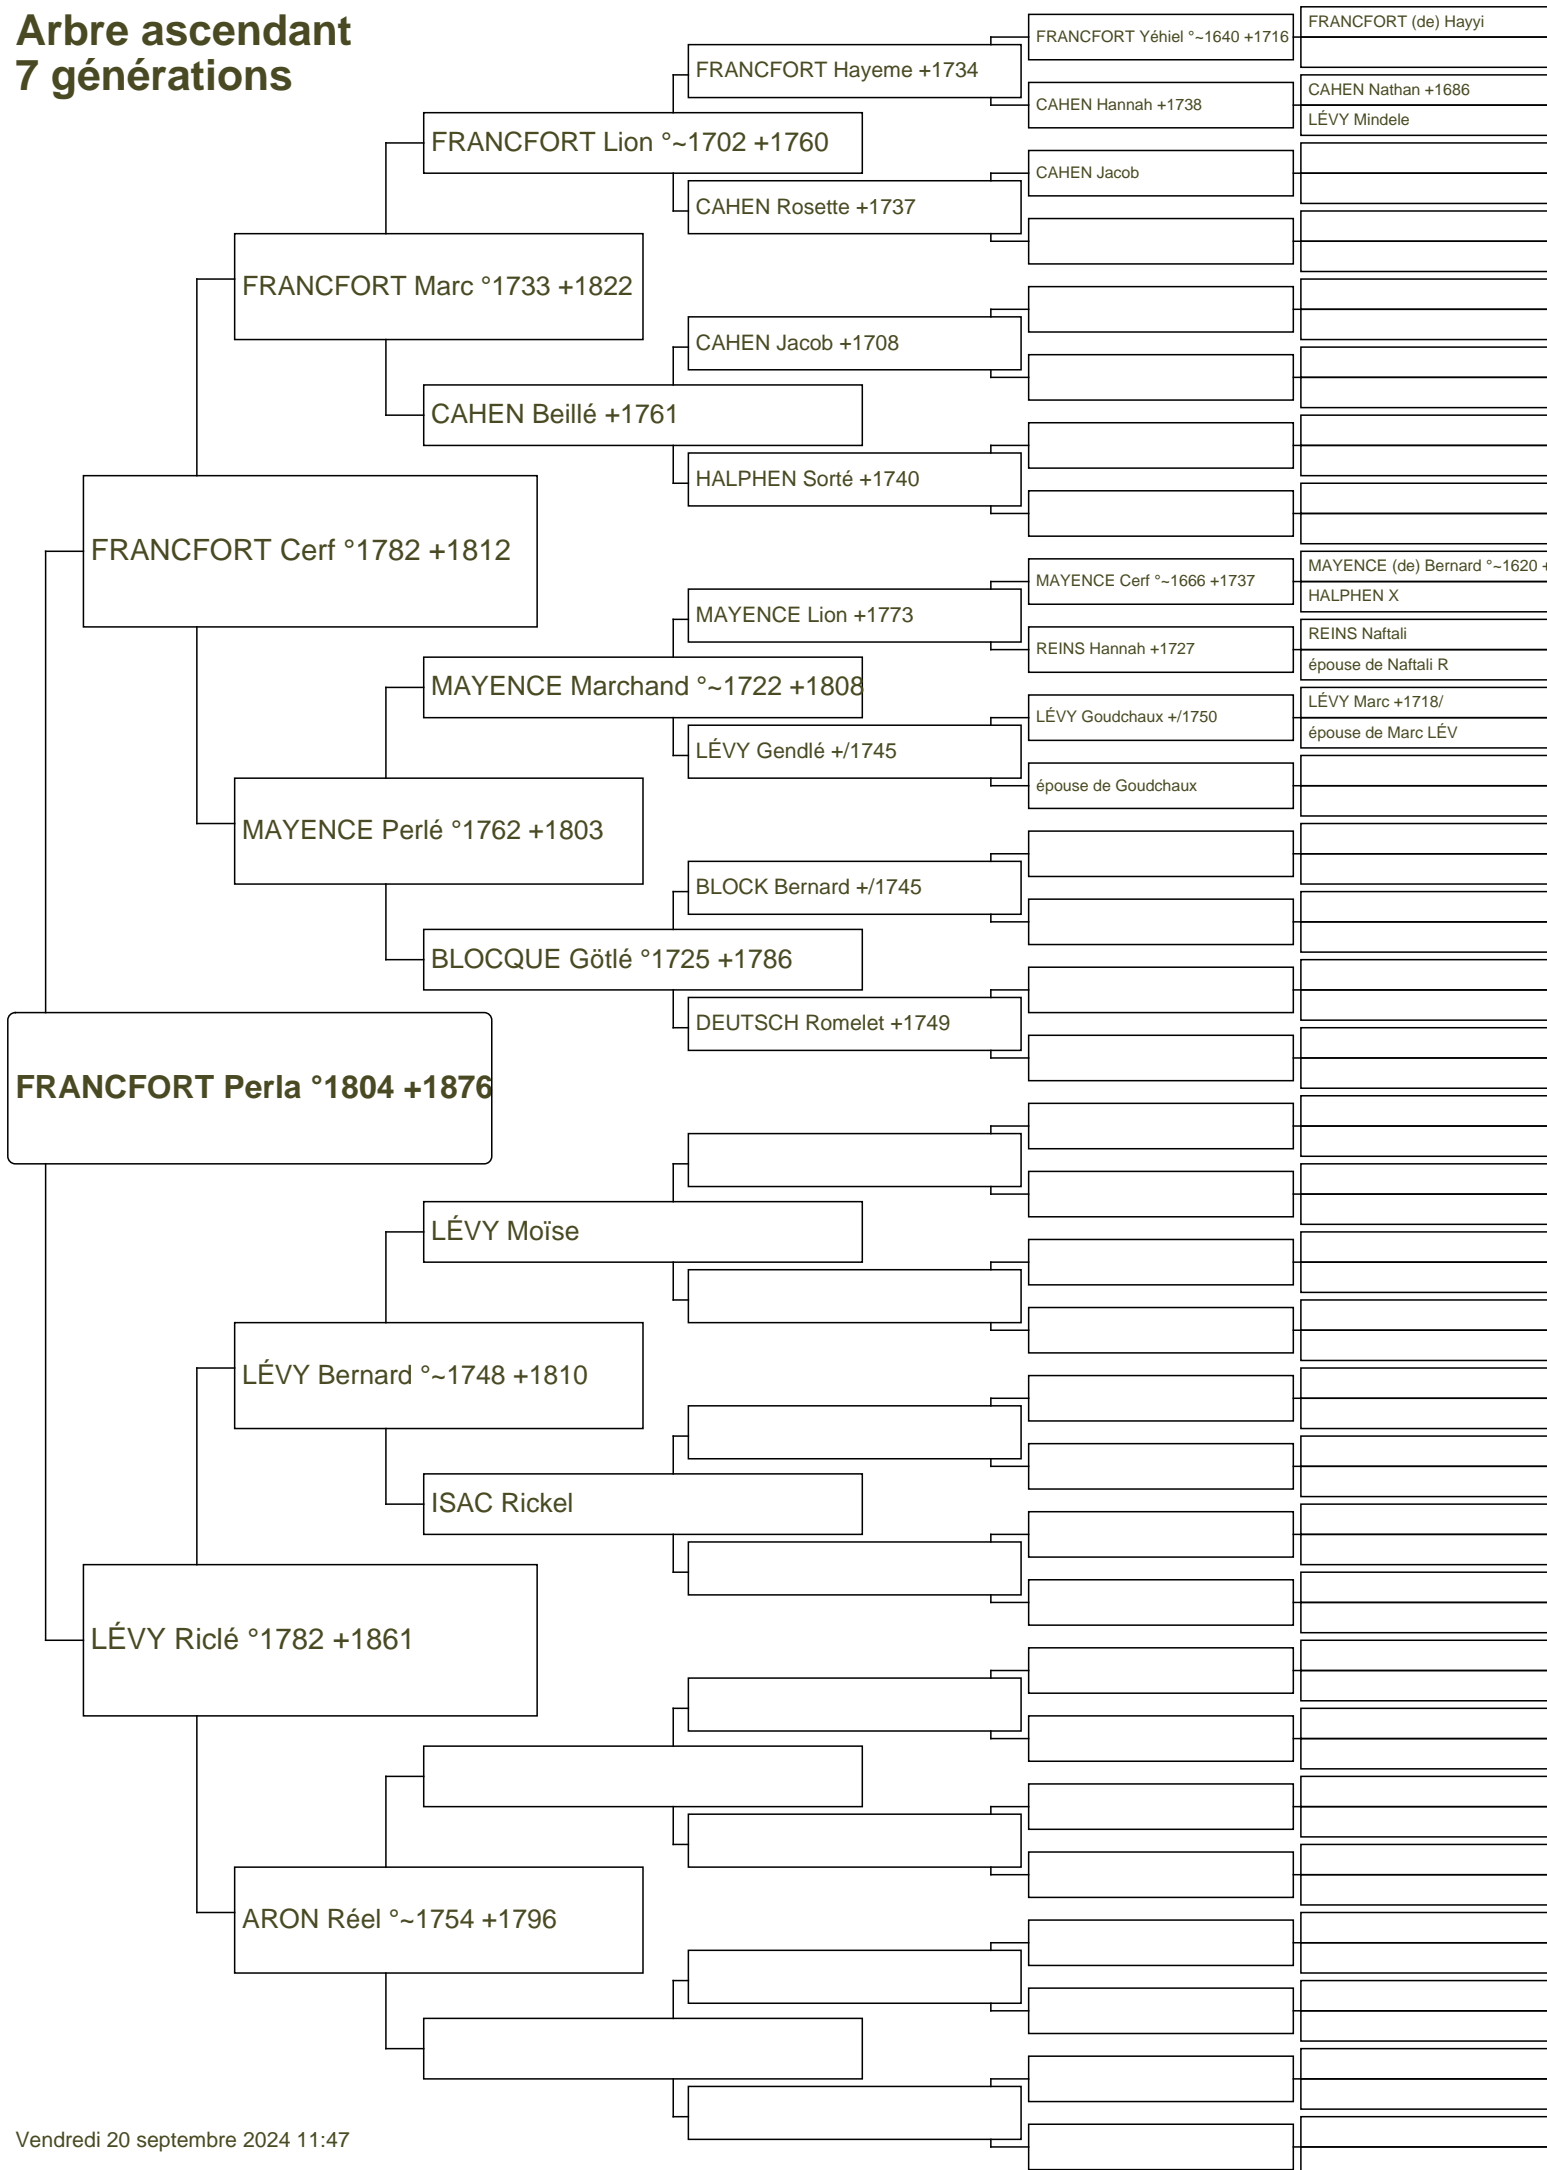 Arbre ascendant
7 générations
FRANCFORT Perla °1804 +1876
FRANCFORT Cerf °1782 +1812
LÉVY Riclé °1782 +1861
FRANCFORT Marc °1733 +1822
MAYENCE Perlé °1762 +1803
LÉVY Bernard °~1748 +1810
ARON Réel °~1754 +1796
FRANCFORT Lion °~1702 +1760
CAHEN Beillé +1761
MAYENCE Marchand °~1722 +1808
BLOCQUE Götlé °1725 +1786
LÉVY Moïse
ISAC Rickel
FRANCFORT Hayeme +1734
CAHEN Rosette +1737
CAHEN Jacob +1708
HALPHEN Sorté +1740
MAYENCE Lion +1773
LÉVY Gendlé +/1745
BLOCK Bernard +/1745
DEUTSCH Romelet +1749
FRANCFORT Yéhiel °~1640 +1716
CAHEN Hannah +1738
CAHEN Jacob
MAYENCE Cerf °~1666 +1737
REINS Hannah +1727
LÉVY Goudchaux +/1750
épouse de Goudchaux
FRANCFORT (de) Hayyi
CAHEN Nathan +1686
LÉVY Mindele
MAYENCE (de) Bernard °~1620 +
HALPHEN X
REINS Naftali
épouse de Naftali R
LÉVY Marc +1718/
épouse de Marc LÉV
Vendredi 20 septembre 2024 11:47